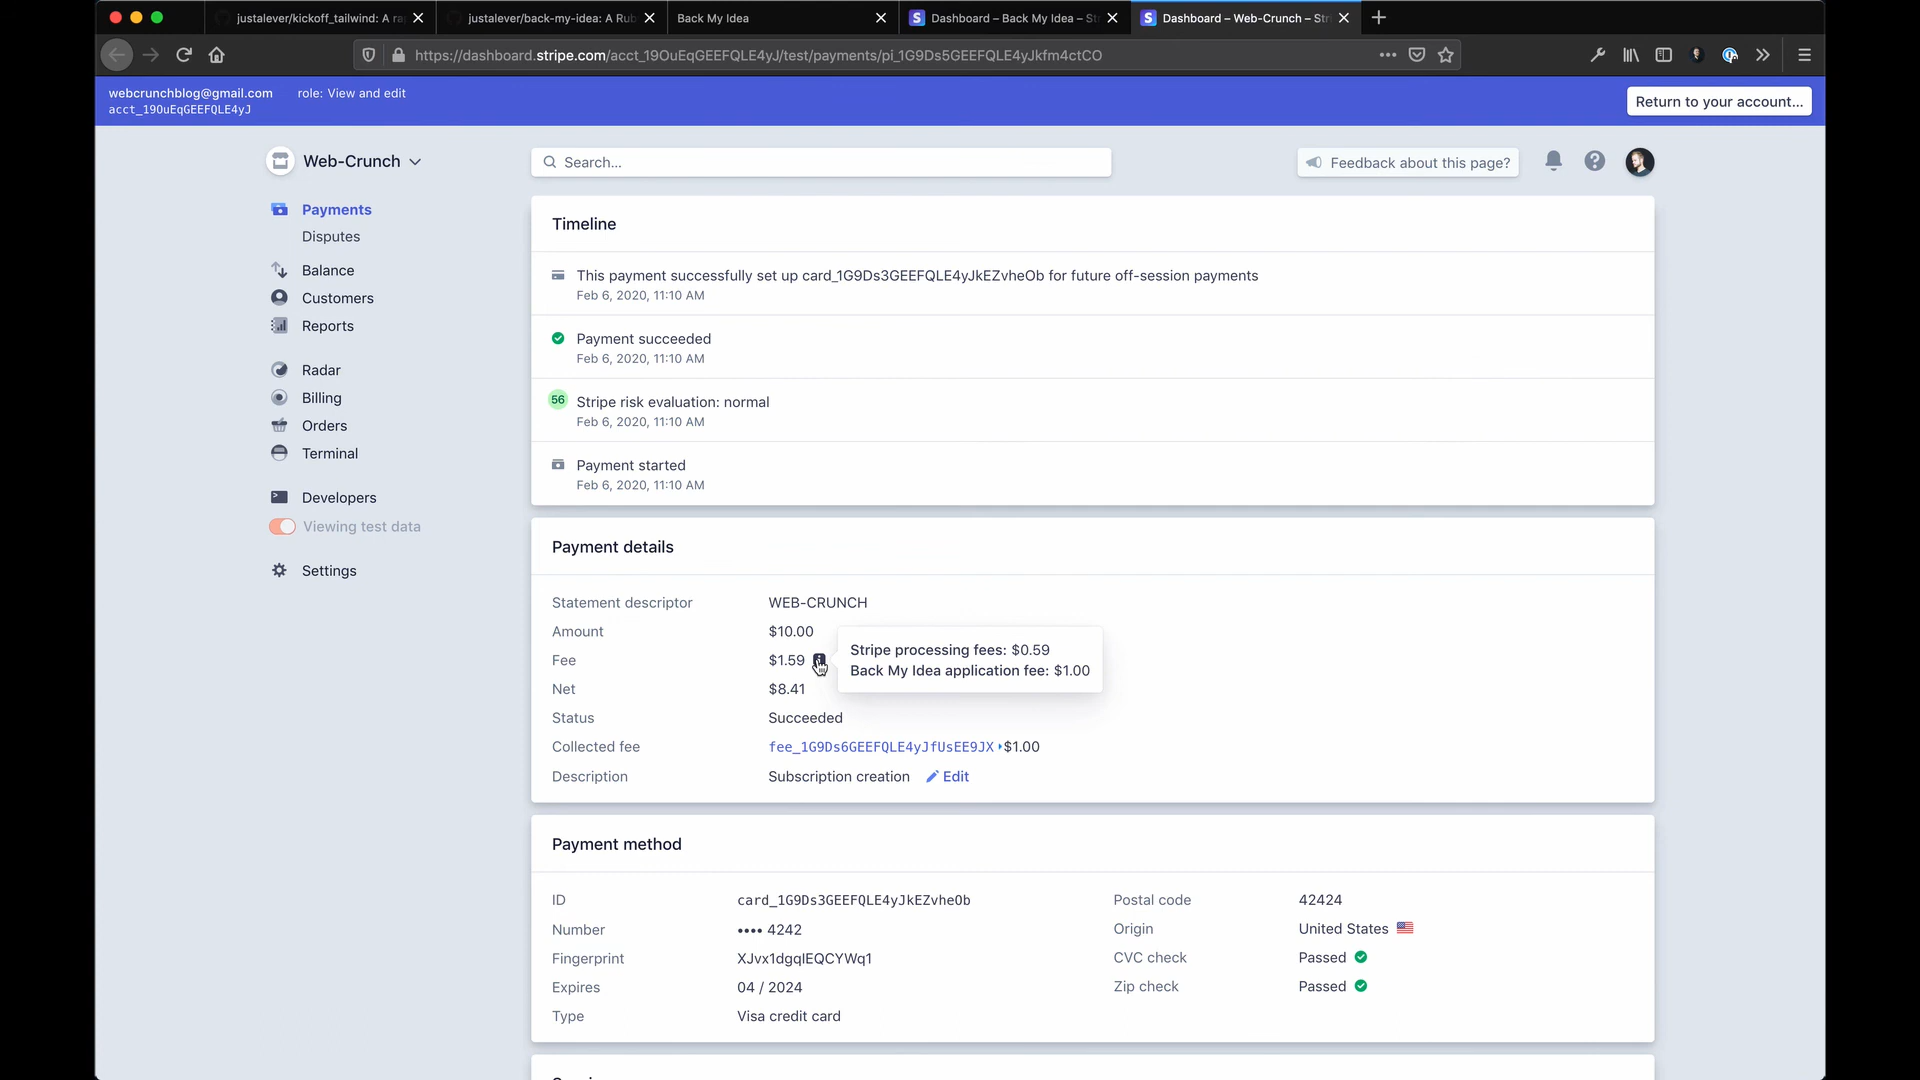 justalever/kickoff_tailwind: A ra
justalever/back-my-idea: A Rub
Back My Idea
Dashboard – Back My Idea – St
Dashboard – Web-Crunch – Str
https://dashboard.stripe.com/acct_19OuEqGEEFQLE4yJ/test/payments/pi_1G9Ds5GEEFQLE4yJkfm4ctCO
webcrunchblog@gmail.com role: View and edit
acct_19OuEqGEEFQLE4yJ
Return to your account...
Web-Crunch
Search...
Feedback about this page?
Payments
Disputes
Balance
Customers
Reports
Radar
Billing
Orders
Terminal
Developers
Viewing test data
Settings
Timeline
This payment successfully set up card_1G9Ds3GEEFQLE4yJkEZvheOb for future off-session payments
Feb 6, 2020, 11:10 AM
Payment succeeded
Feb 6, 2020, 11:10 AM
56 Stripe risk evaluation: normal
Feb 6, 2020, 11:10 AM
Payment started
Feb 6, 2020, 11:10 AM
Payment details
Statement descriptor WEB-CRUNCH
Amount $10.00
Fee $1.59
Stripe processing fees: $0.59
Back My Idea application fee: $1.00
Net $8.41
Status Succeeded
Collected fee fee_1G9Ds6GEEFQLE4yJfUsEE9JX $1.00
Description Subscription creation Edit
Payment method
ID card_1G9Ds3GEEFQLE4yJkEZvheOb
Number •••• 4242
Fingerprint XJvx1dgqIEQCYWq1
Expires 04 / 2024
Type Visa credit card
Postal code 42424
Origin United States
CVC check Passed
Zip check Passed